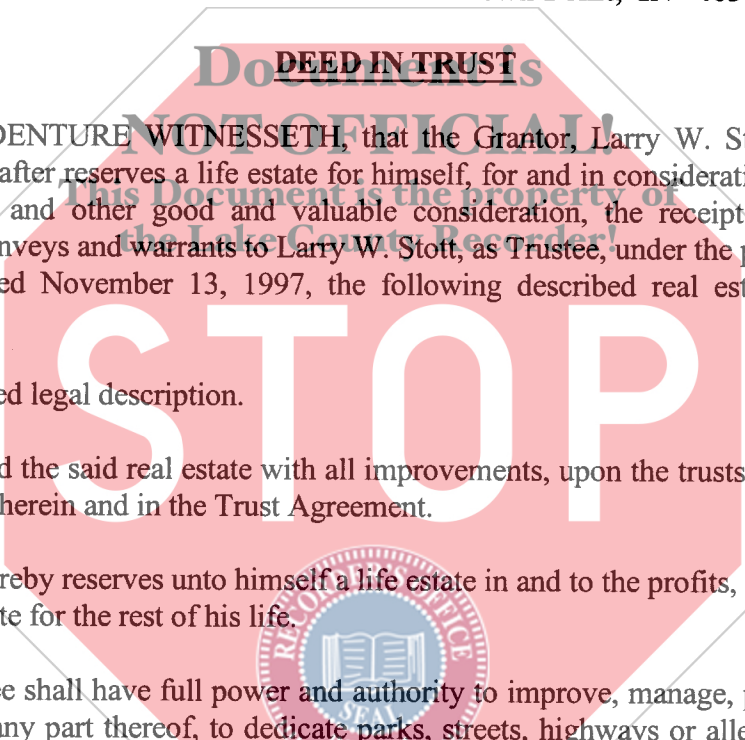 DEED IN TRUST
Document is
DENTURE WITNESSETH, that the Grantor, Larry W. St
NOT OFFICIAL!
after reserves a life estate for himself, for and in considerati
This Document is the property of
and other good and valuable consideration, the receipt
the Lake County Recorder!
nveys and warrants to Larry W. Stott, as Trustee, under the p
ed November 13, 1997, the following described real est
STOP
ed legal description.
d the said real estate with all improvements, upon the trusts
herein and in the Trust Agreement.
reby reserves unto himself a life estate in and to the profits,
te for the rest of his life.
RECORDER'S OFFICE
SEAL
ee shall have full power and authority to improve, manage, p
any part thereof, to dedicate parks, streets, highways or alle